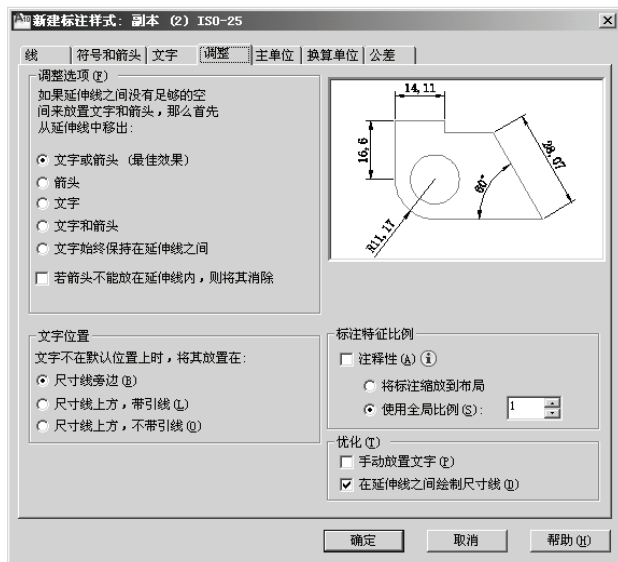 新建标注样式: 副本 (2) ISO-25
线 符号和箭头 文字 调整 主单位 换算单位 公差
调整选项(F)
如果延伸线之间没有足够的空
间来放置文字和箭头，那么首先
从延伸线中移出:
文字或箭头 (最佳效果)
箭头
文字
文字和箭头
文字始终保持在延伸线之间
若箭头不能放在延伸线内，则将其消除
14,11
16,6
28,07
60°
R11,17
文字位置
文字不在默认位置上时，将其放置在:
尺寸线旁边(B)
尺寸线上方，带引线(L)
尺寸线上方，不带引线(O)
标注特征比例
注释性(A)
将标注缩放到布局
使用全局比例(S): 1
优化(T)
手动放置文字(P)
在延伸线之间绘制尺寸线(D)
确定 取消 帮助(H)